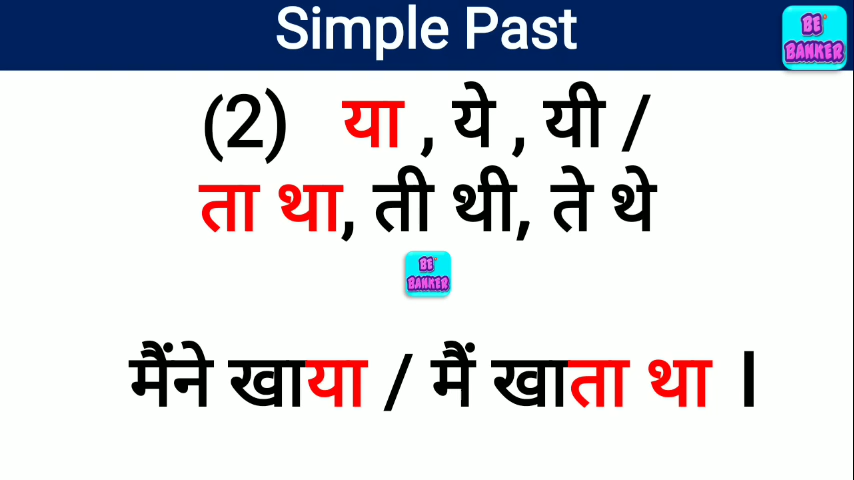 Simple Past
BE
BANKER
(2) या , ये , यी /
ता था, ती थी, ते थे
BE
BANKER
मैंने खाया / मैं खाता था ।